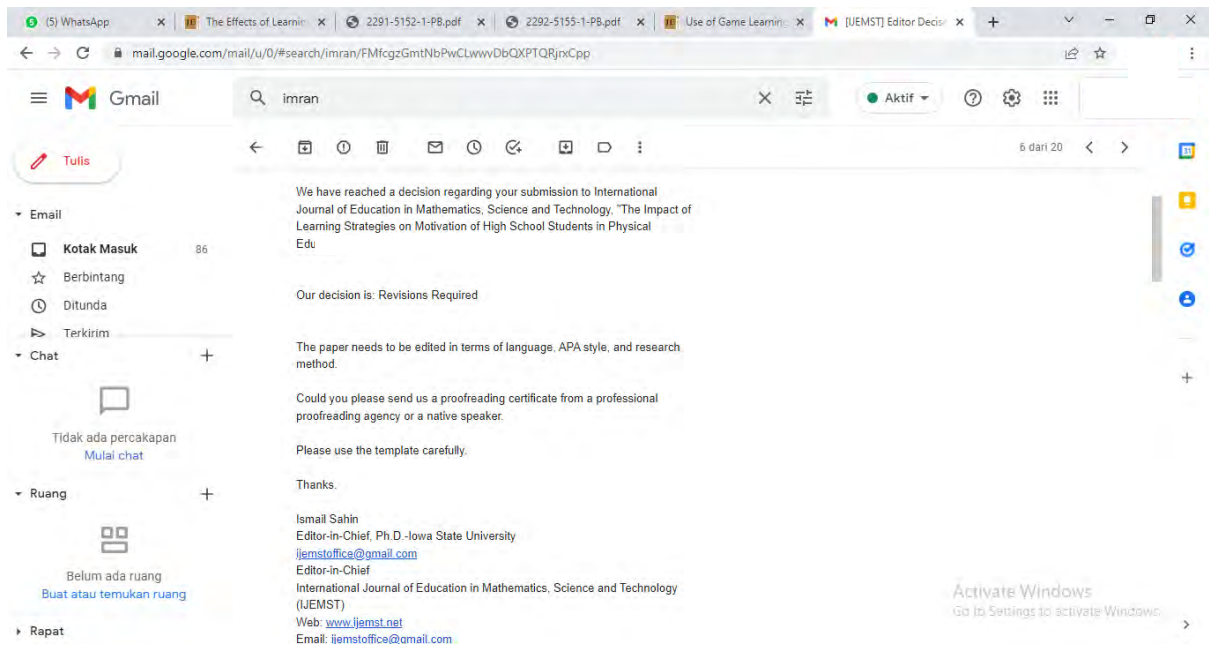 (5) WhatsApp
The Effects of Learnin
2291-5152-1-PB.pdf
2292-5155-1-PB.pdf
Use of Game Learning
[IJEMST] Editor Decis
mail.google.com/mail/u/0/#search/imran/FMfcgzGmtNbPwCLwwvDbQXPTQRjrxCpp
Gmail
imran
Aktif
Tulis
6 dari 20
31
Email
Kotak Masuk 86
Berbintang
Ditunda
Terkirim
Chat
Tidak ada percakapan
Mulai chat
Ruang
Belum ada ruang
Buat atau temukan ruang
Rapat
We have reached a decision regarding your submission to International
Journal of Education in Mathematics, Science and Technology, "The Impact of
Learning Strategies on Motivation of High School Students in Physical
Edu
Our decision is: Revisions Required
The paper needs to be edited in terms of language, APA style, and research
method.
Could you please send us a proofreading certificate from a professional
proofreading agency or a native speaker.
Please use the template carefully.
Thanks.
Ismail Sahin
Editor-in-Chief, Ph.D.-Iowa State University
ijemstoffice@gmail.com
Editor-in-Chief
International Journal of Education in Mathematics, Science and Technology
(IJEMST)
Web: www.ijemst.net
Email: ijemstoffice@gmail.com
Activate Windows
Go to Settings to activate Windows.